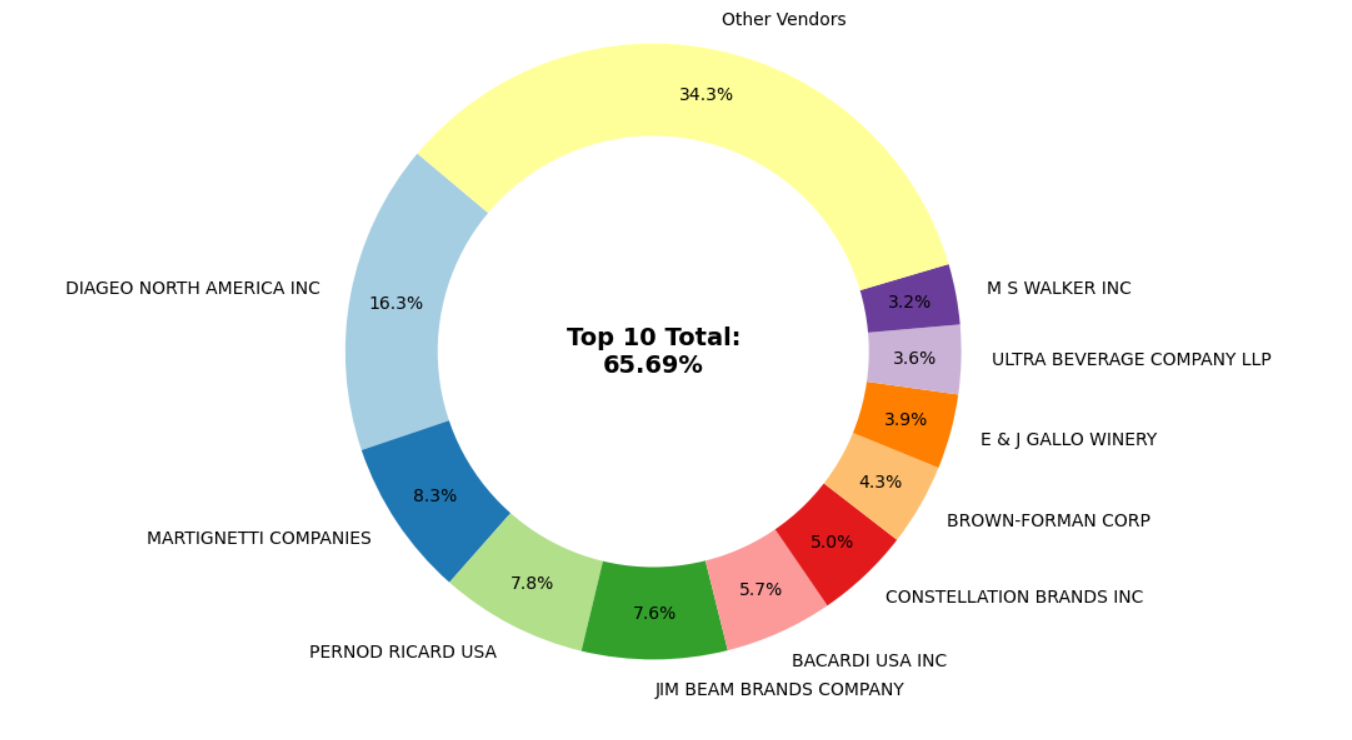 Other Vendors
34.3%
DIAGEO NORTH AMERICA INC
16.3%
M S WALKER INC
3.2%
Top 10 Total:
65.69%
ULTRA BEVERAGE COMPANY LLP
3.6%
E & J GALLO WINERY
3.9%
BROWN-FORMAN CORP
4.3%
MARTIGNETTI COMPANIES
8.3%
CONSTELLATION BRANDS INC
5.0%
PERNOD RICARD USA
7.8%
BACARDI USA INC
5.7%
JIM BEAM BRANDS COMPANY
7.6%